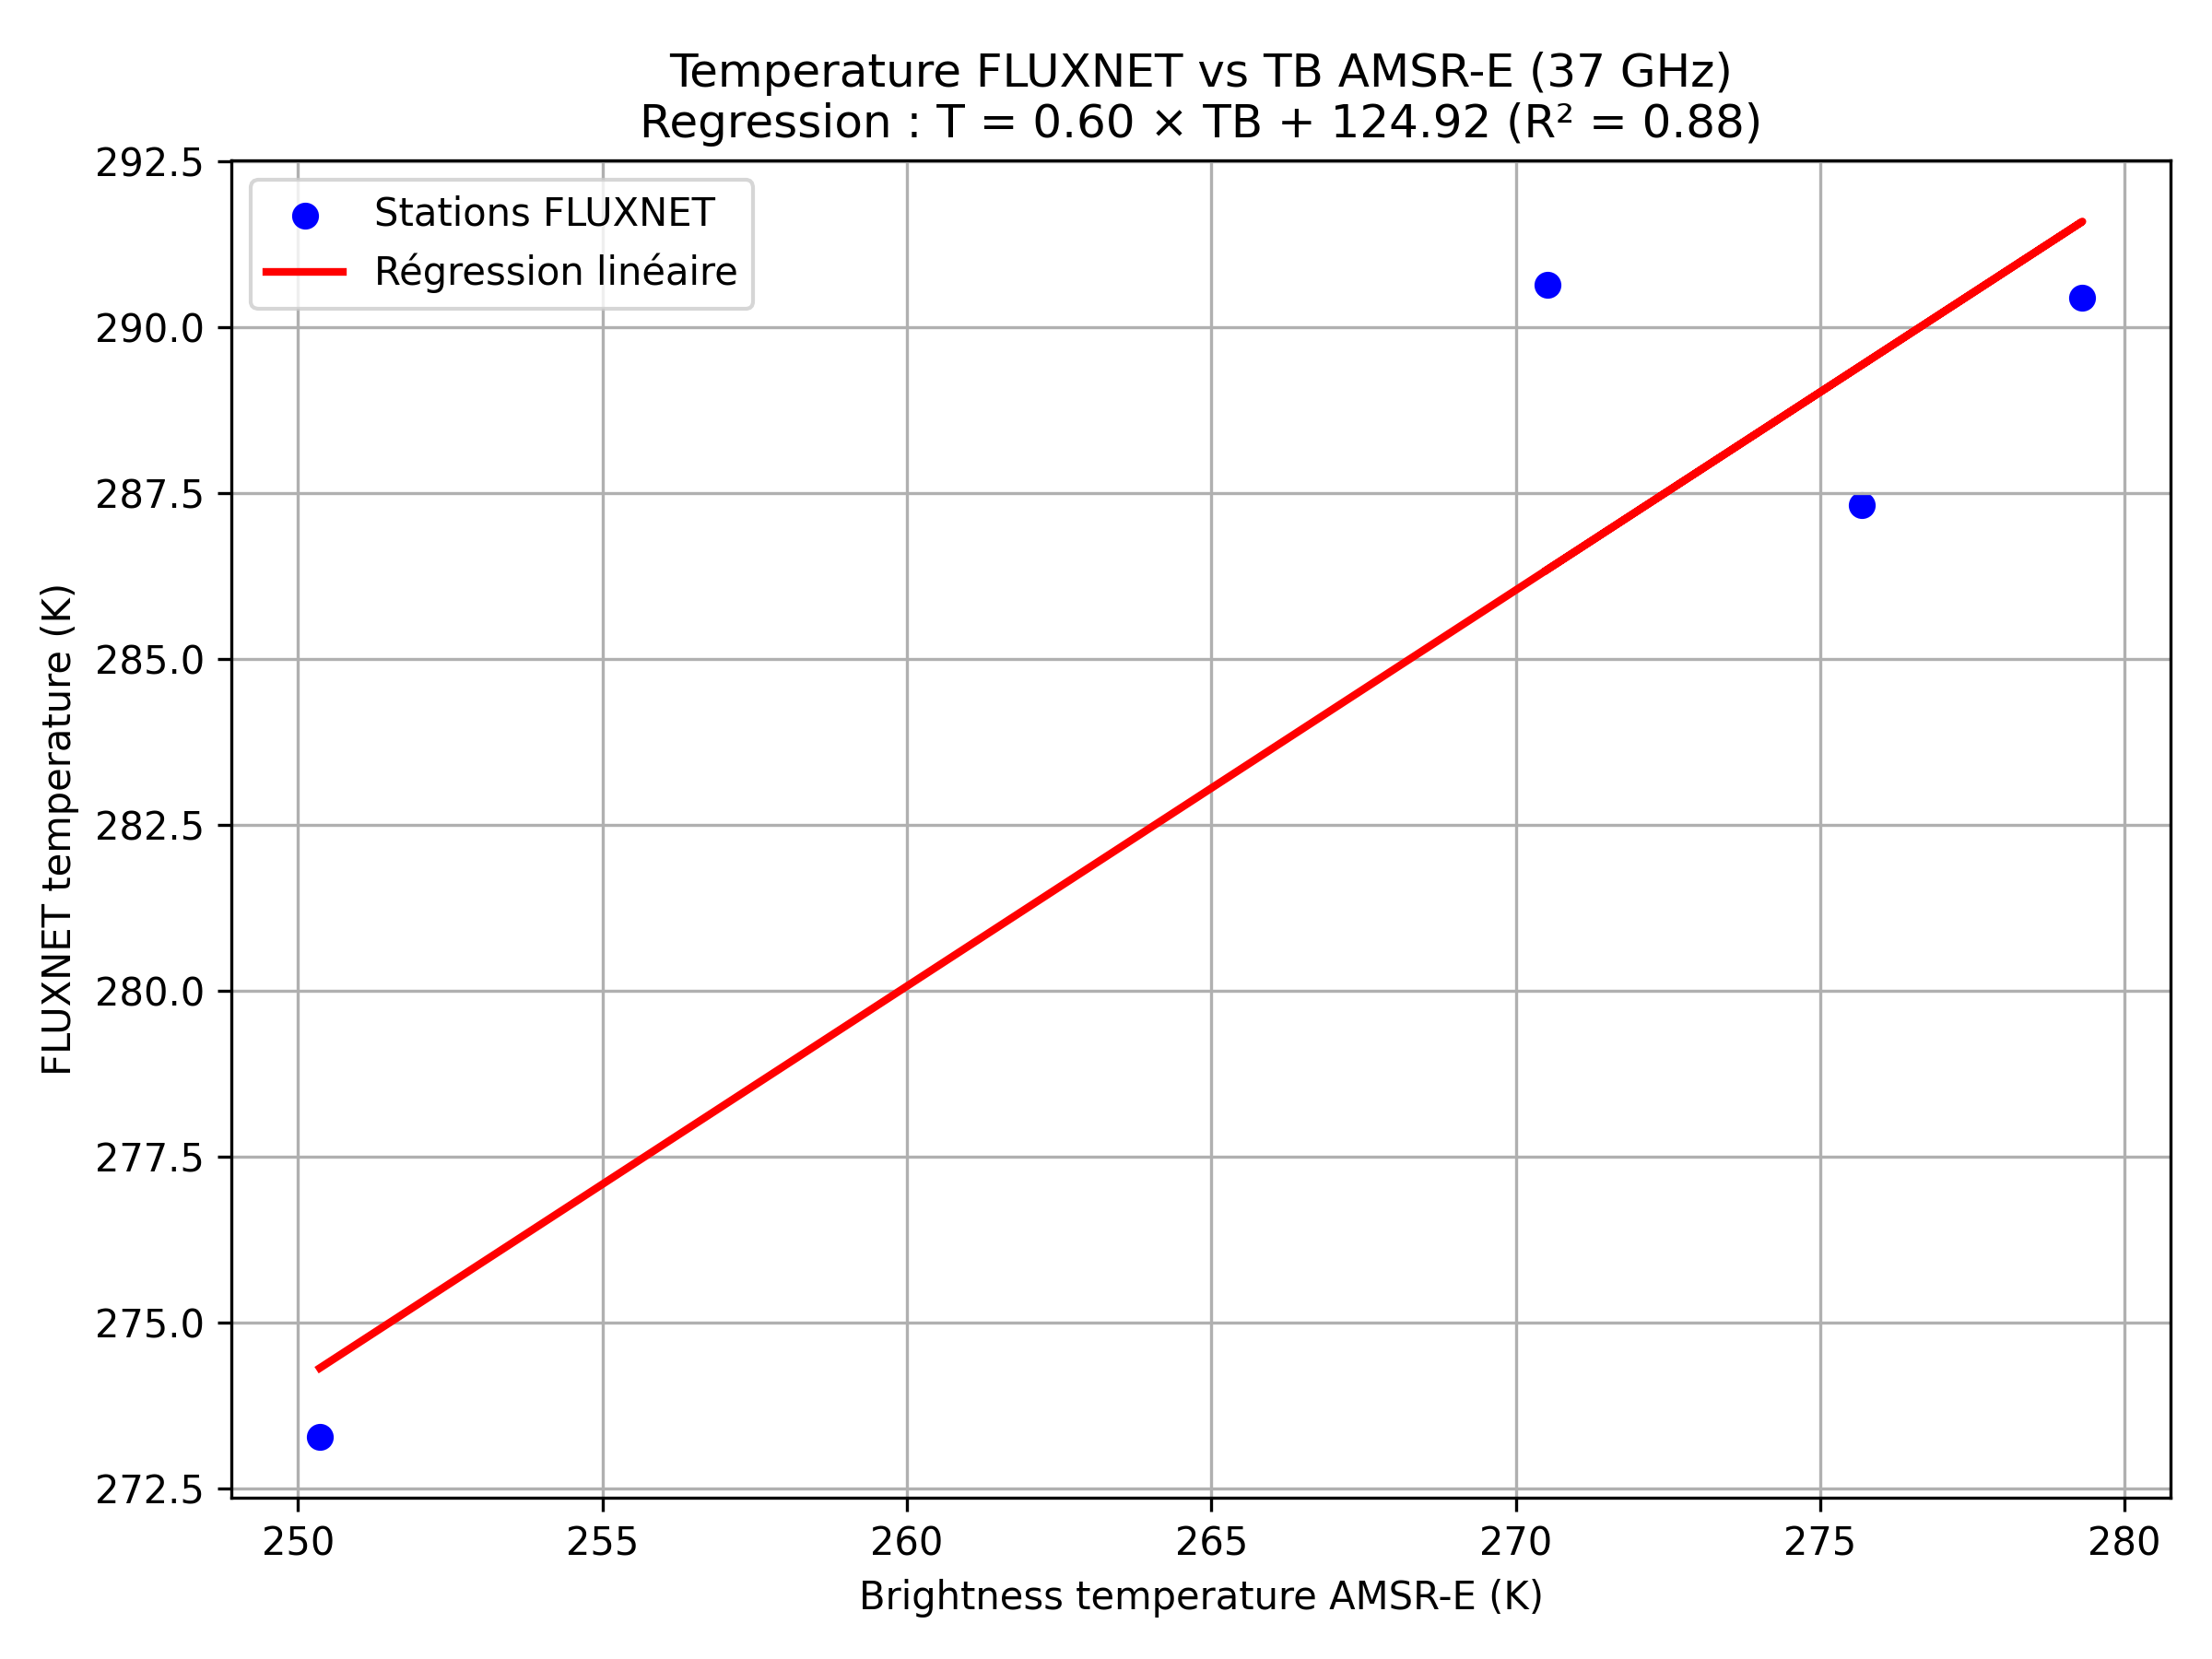 Temperature FLUXNET vs TB AMSR-E (37 GHz)
Regression : T = 0.60 × TB + 124.92 (R² = 0.88)
Stations FLUXNET
Régression linéaire
292.5
290.0
287.5
285.0
282.5
280.0
277.5
275.0
272.5
FLUXNET temperature (K)
250 255 260 265 270 275 280
Brightness temperature AMSR-E (K)